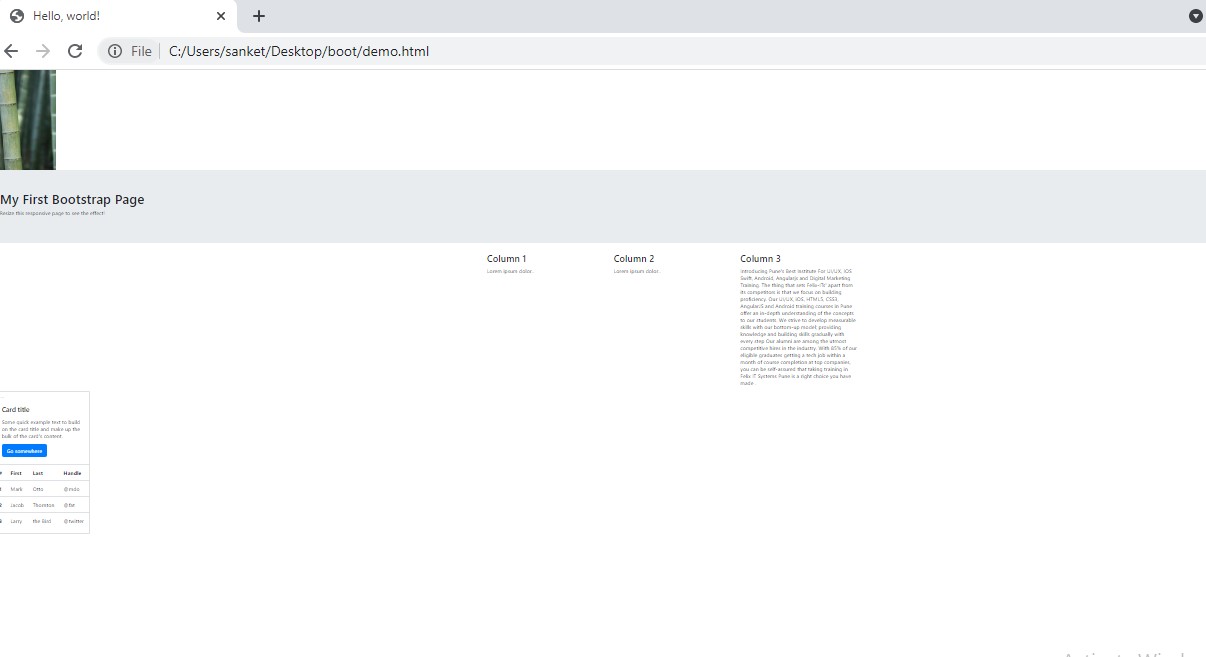 Hello, world!
File C:/Users/sanket/Desktop/boot/demo.html
My First Bootstrap Page
Resize this responsive page to see the effect!
Column 1
Lorem ipsum dolor..
Column 2
Lorem ipsum dolor..
Column 3
Introducing Pune's Best Institute For UI/UX, iOS
Swift, Android, Angularjs and Digital Marketing
Training. The thing that sets Felix-ITs' apart from
its competitors is that we focus on building
proficiency. Our UI/UX, iOS, HTML5, CSS3,
AngularJS and Android training courses in Pune
offer an in-depth understanding of the concepts
to our students. We strive to develop measurable
skills with our bottom-up model; providing
knowledge and building skills gradually with
every step. Our alumni are among the utmost
competitive hires in the industry. With 85% of our
eligible graduates getting a tech job within a
month of course completion at top companies,
you can be self-assured that taking training in
Felix IT Systems Pune is a right choice you have
made .
Card title
Some quick example text to build
on the card title and make up the
bulk of the card's content.
Go somewhere
# First Last Handle
1 Mark Otto @mdo
2 Jacob Thornton @fat
3 Larry the Bird @twitter